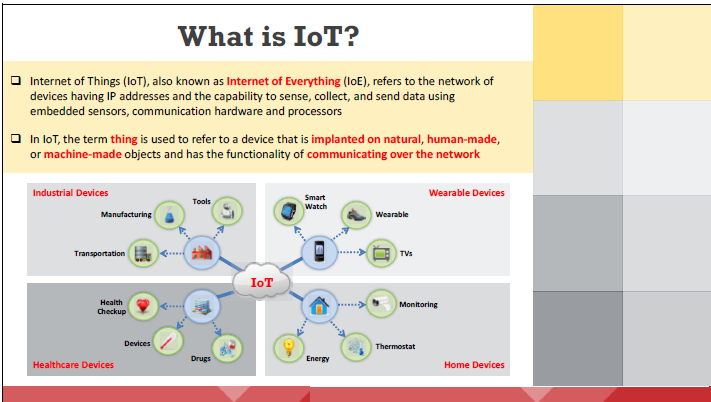 What is IoT?
❑ Internet of Things (IoT), also known as Internet of Everything (IoE), refers to the network of
devices having IP addresses and the capability to sense, collect, and send data using
embedded sensors, communication hardware and processors
❑ In IoT, the term thing is used to refer to a device that is implanted on natural, human-made,
or machine-made objects and has the functionality of communicating over the network
Industrial Devices
Tools
Manufacturing
Transportation
Wearable Devices
Smart
Watch
Wearable
TVs
IoT
Health
Checkup
Devices
Drugs
Healthcare Devices
Monitoring
Thermostat
Energy
Home Devices